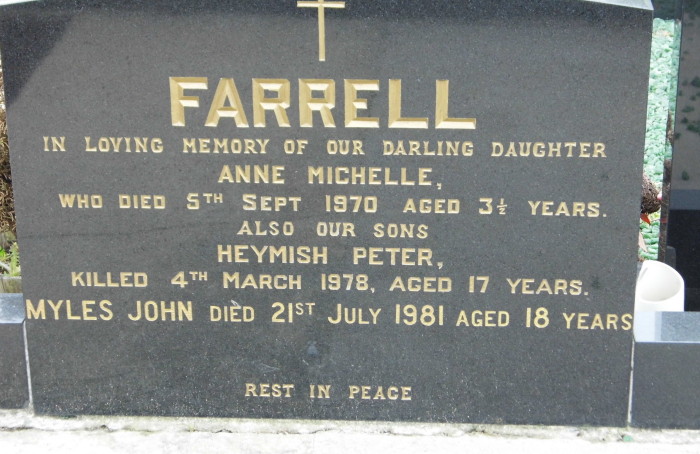 FARRELL
IN LOVING MEMORY OF OUR DARLING DAUGHTER
ANNE MICHELLE,
WHO DIED 5TH SEPT 1970 AGED 3½ YEARS.
ALSO OUR SONS
HEYMISH PETER,
KILLED 4TH MARCH 1978, AGED 17 YEARS.
MYLES JOHN DIED 21ST JULY 1981 AGED 18 YEARS
REST IN PEACE